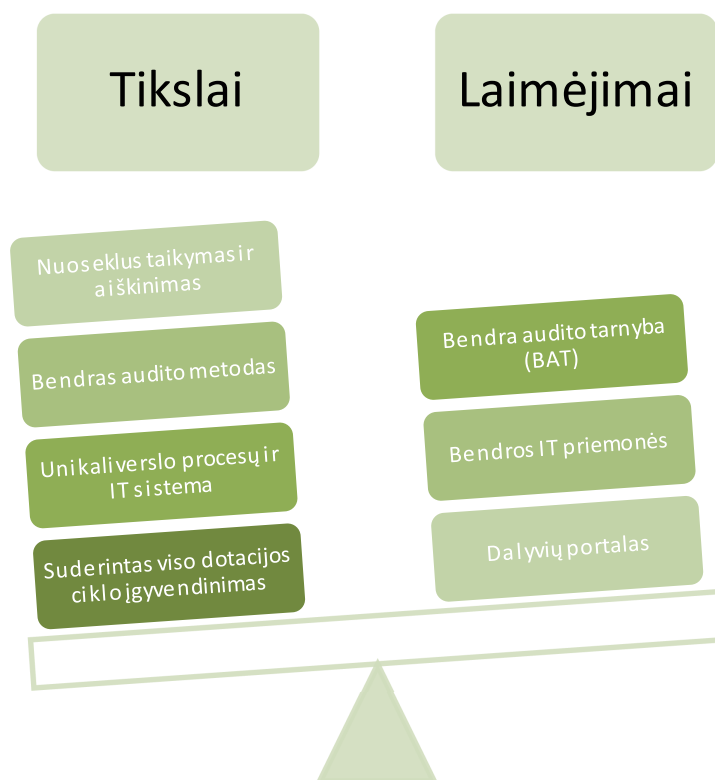 Tikslai
Laimėjimai
Nuoseklus taikymas ir
aiškinimas
Bendras audito metodas
Unikali verslo procesų ir
IT sistema
Suderintas viso dotacijos
ciklo įgyvendinimas
Bendra audito tarnyba
(BAT)
Bendros IT priemonės
Dalyvių portalas